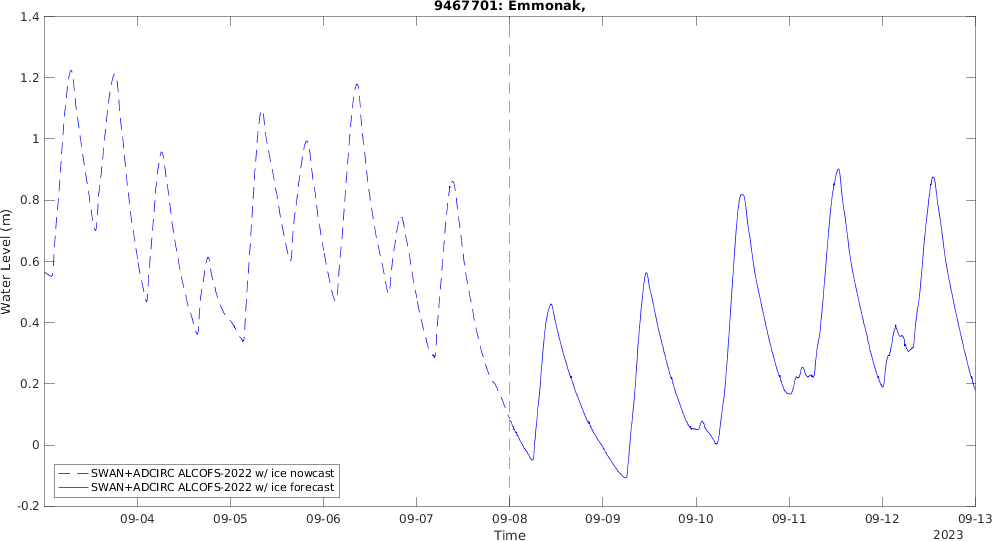 9467701: Emmonak,
1.4
1.2
1
0.8
0.6
0.4
0.2
0
-0.2
Water Level (m)
SWAN+ADCIRC ALCOFS-2022 w/ ice nowcast
SWAN+ADCIRC ALCOFS-2022 w/ ice forecast
09-04 09-05 09-06 09-07 09-08 09-09 09-10 09-11 09-12 09-13
Time
2023